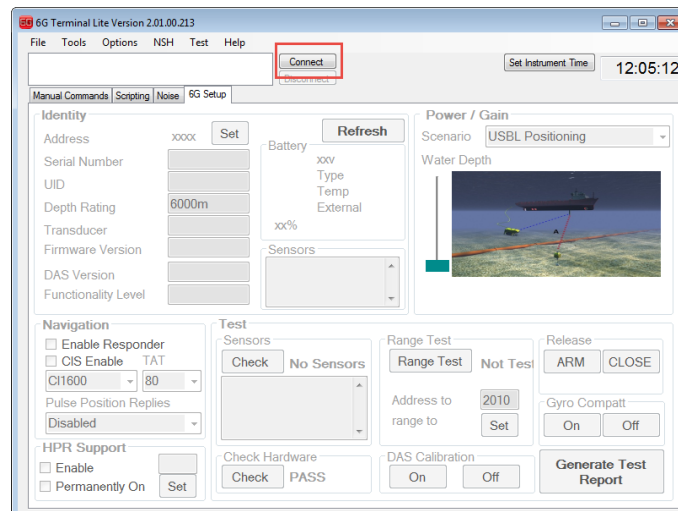 6G Terminal Lite Version 2.01.00.213
File Tools Options NSH Test Help
Connect
Disconnect
Set Instrument Time
12:05:12
Manual Commands Scripting Noise 6G Setup
Identity
Address xxxx Set
Serial Number
UID
Depth Rating 6000m
Transducer
Firmware Version
DAS Version
Functionality Level
Refresh
Battery
xxv
Type
Temp
External
xx%
Sensors
Power / Gain
Scenario USBL Positioning
Water Depth
Navigation
Enable Responder
CIS Enable TAT
CI1600 80
Pulse Position Replies
Disabled
HPR Support
Enable
Permanently On Set
Test
Sensors
Check No Sensors
Check Hardware
Check PASS
Range Test
Range Test Not Test
Address to 2010
range to Set
DAS Calibration
On Off
Release
ARM CLOSE
Gyro Compatt
On Off
Generate Test
Report